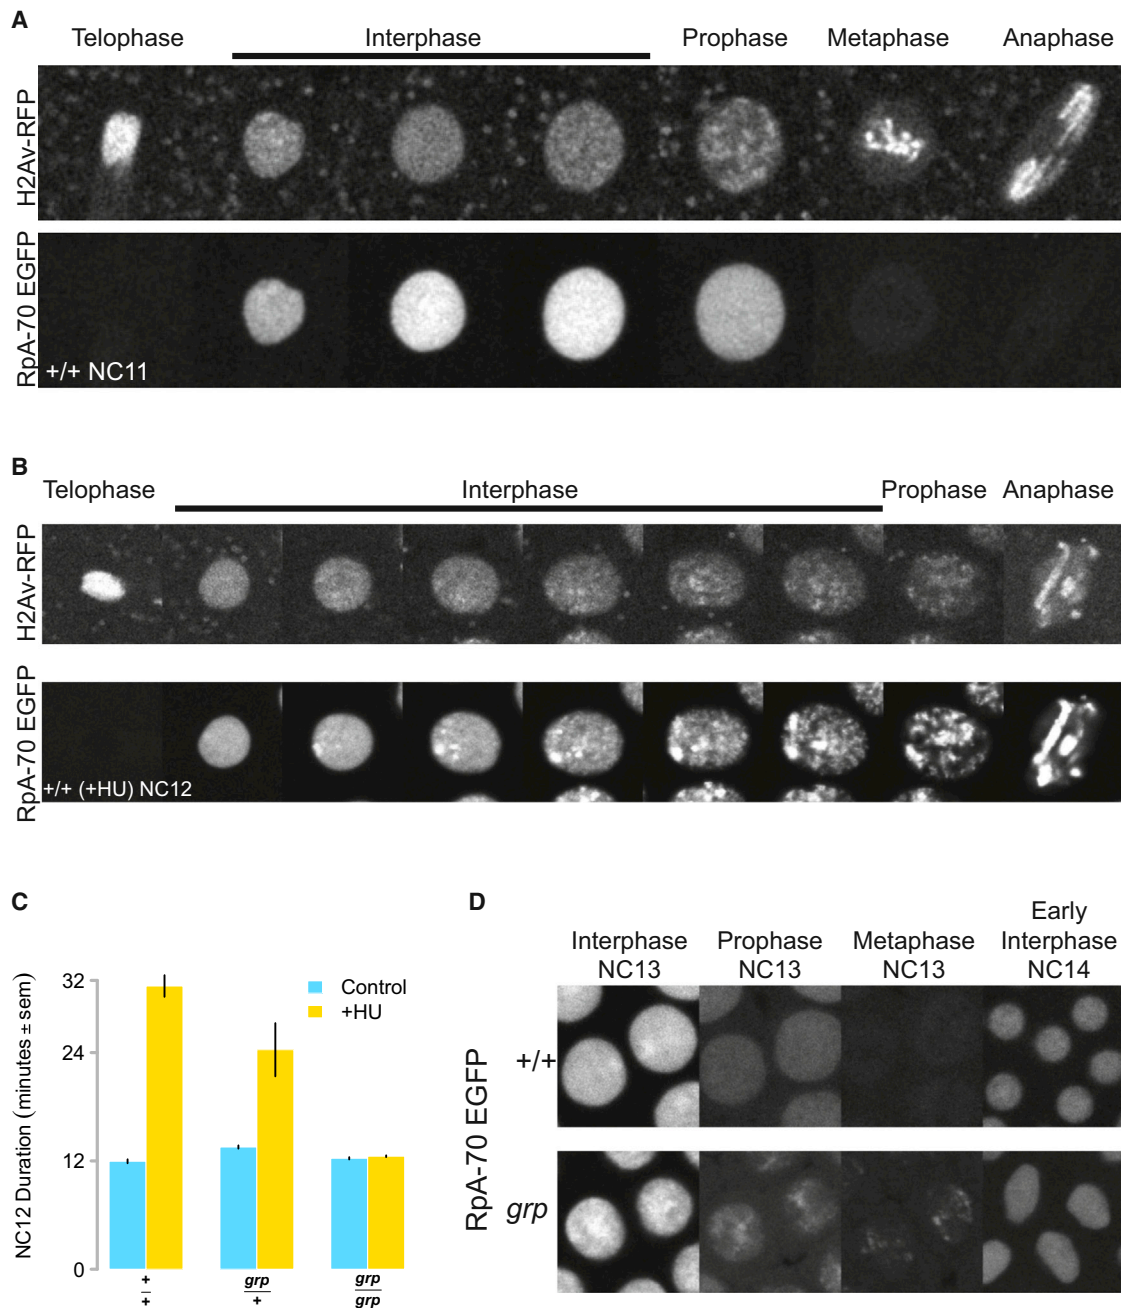 A
Telophase Interphase Prophase Metaphase Anaphase
H2Av-RFP
RpA-70 EGFP
+/+ NC11
B
Telophase Interphase Prophase Anaphase
H2Av-RFP
RpA-70 EGFP
+/+ (+HU) NC12
C
NC12 Duration (minutes ± sem)
32
24
12
0
Control
+HU
+ grp grp
+ + grp
D
Early
Interphase Prophase Metaphase Interphase
NC13 NC13 NC13 NC14
RpA-70 EGFP
+/+
grp